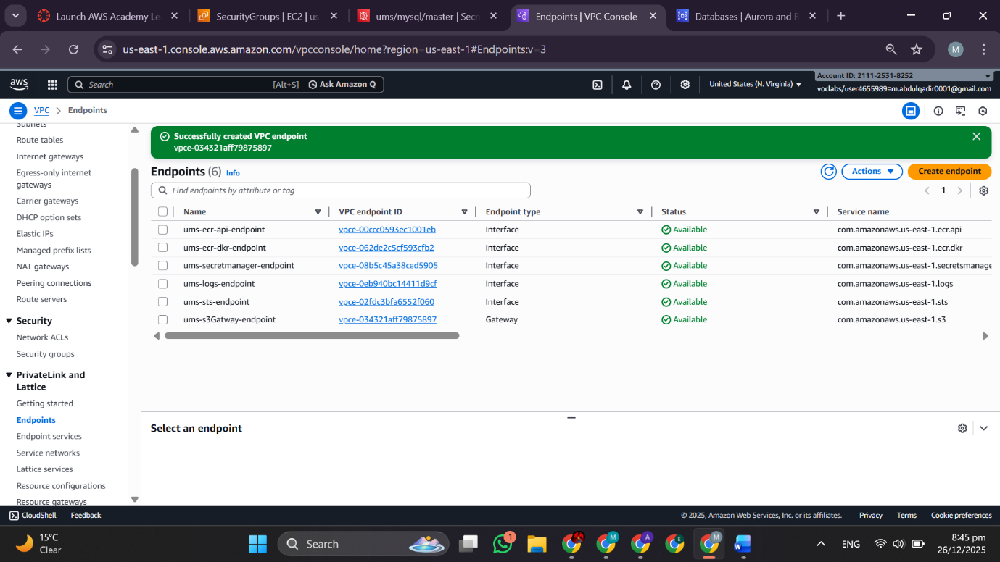 Launch AWS Academy Le
SecurityGroups | EC2 | us
ums/mysql/master | Secr
Endpoints | VPC Console
Databases | Aurora and R
us-east-1.console.aws.amazon.com/vpcconsole/home?region=us-east-1#Endpoints:v=3
M
aws
Search
[Alt+S]
Ask Amazon Q
United States (N. Virginia)
Account ID: 2111-2531-8252
voclabs/user4655989=m.abdulqadir0001@gmail.com
VPC
Endpoints
Subnets
Route tables
Internet gateways
Egress-only internet
gateways
Carrier gateways
DHCP option sets
Elastic IPs
Managed prefix lists
NAT gateways
Peering connections
Route servers
Security
Network ACLs
Security groups
PrivateLink and
Lattice
Getting started
Endpoints
Endpoint services
Service networks
Lattice services
Resource configurations
Resource gateways
Successfully created VPC endpoint
vpce-034321aff79875897
Endpoints (6) Info
Actions
Create endpoint
Find endpoints by attribute or tag
1
Name VPC endpoint ID Endpoint type Status Service name
ums-ecr-api-endpoint vpce-00ccc0593ec1001eb Interface Available com.amazonaws.us-east-1.ecr.api
ums-ecr-dkr-endpoint vpce-062de2c5cf593cfb2 Interface Available com.amazonaws.us-east-1.ecr.dkr
ums-secretmanager-endpoint vpce-08b5c45a38ced5905 Interface Available com.amazonaws.us-east-1.secretsmanage
ums-logs-endpoint vpce-0eb940bc14411d9cf Interface Available com.amazonaws.us-east-1.logs
ums-sts-endpoint vpce-02fdc3bfa6552f060 Interface Available com.amazonaws.us-east-1.sts
ums-s3Gatway-endpoint vpce-034321aff79875897 Gateway Available com.amazonaws.us-east-1.s3
Select an endpoint
CloudShell
Feedback
© 2025, Amazon Web Services, Inc. or its affiliates.
Privacy
Terms
Cookie preferences
15°C
Clear
Search
1
M
A
E
M
W
ENG
8:45 pm
26/12/2025